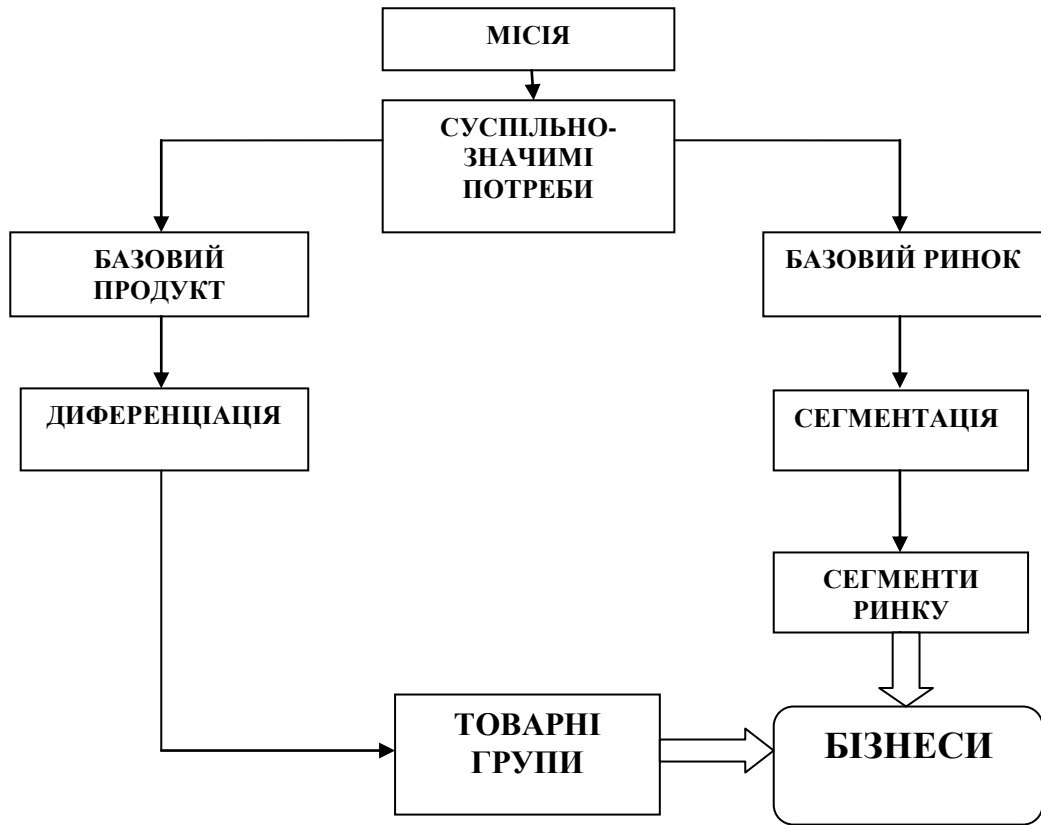 МІСІЯ
СУСПІЛЬНО-
ЗНАЧИМІ
ПОТРЕБИ
БАЗОВИЙ
ПРОДУКТ
БАЗОВИЙ РИНОК
ДИФЕРЕНЦІАЦІЯ
СЕГМЕНТАЦІЯ
СЕГМЕНТИ
РИНКУ
ТОВАРНІ
ГРУПИ
БІЗНЕСИ